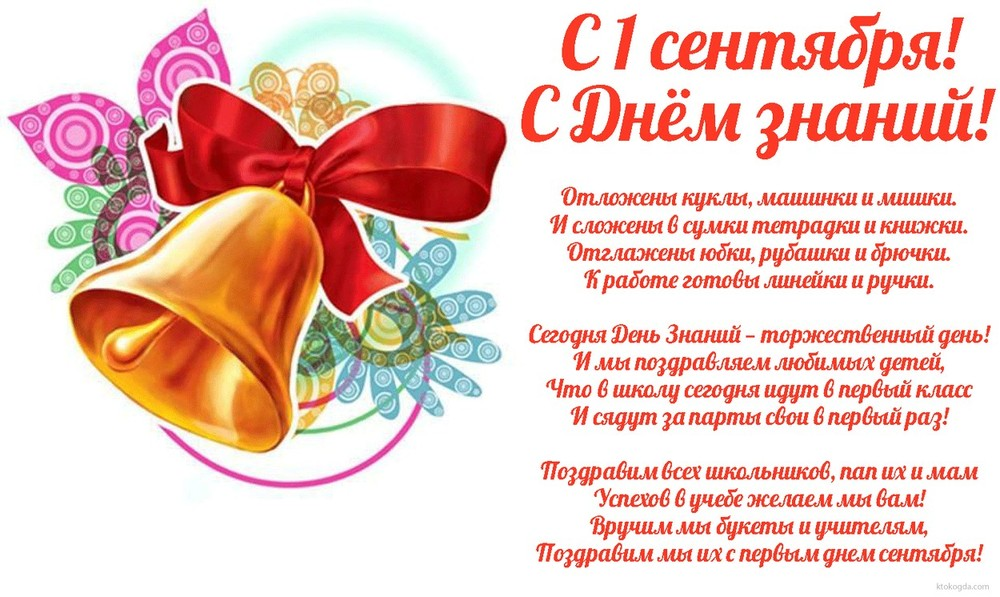 С 1 сентября!
С Днём знаний!
Отложены куклы, машинки и мишки.
И сложены в сумки тетрадки и книжки.
Отглажены юбки, рубашки и брючки.
К работе готовы линейки и ручки.
Сегодня День Знаний – торжественный день!
И мы поздравляем любимых детей,
Что в школу сегодня идут в первый класс
И сядут за парты свои в первый раз!
Поздравим всех школьников, пап их и мам
Успехов в учебе желаем мы вам!
Вручим мы букеты и учителям,
Поздравим мы их с первым днем сентября!
ktokogda.com